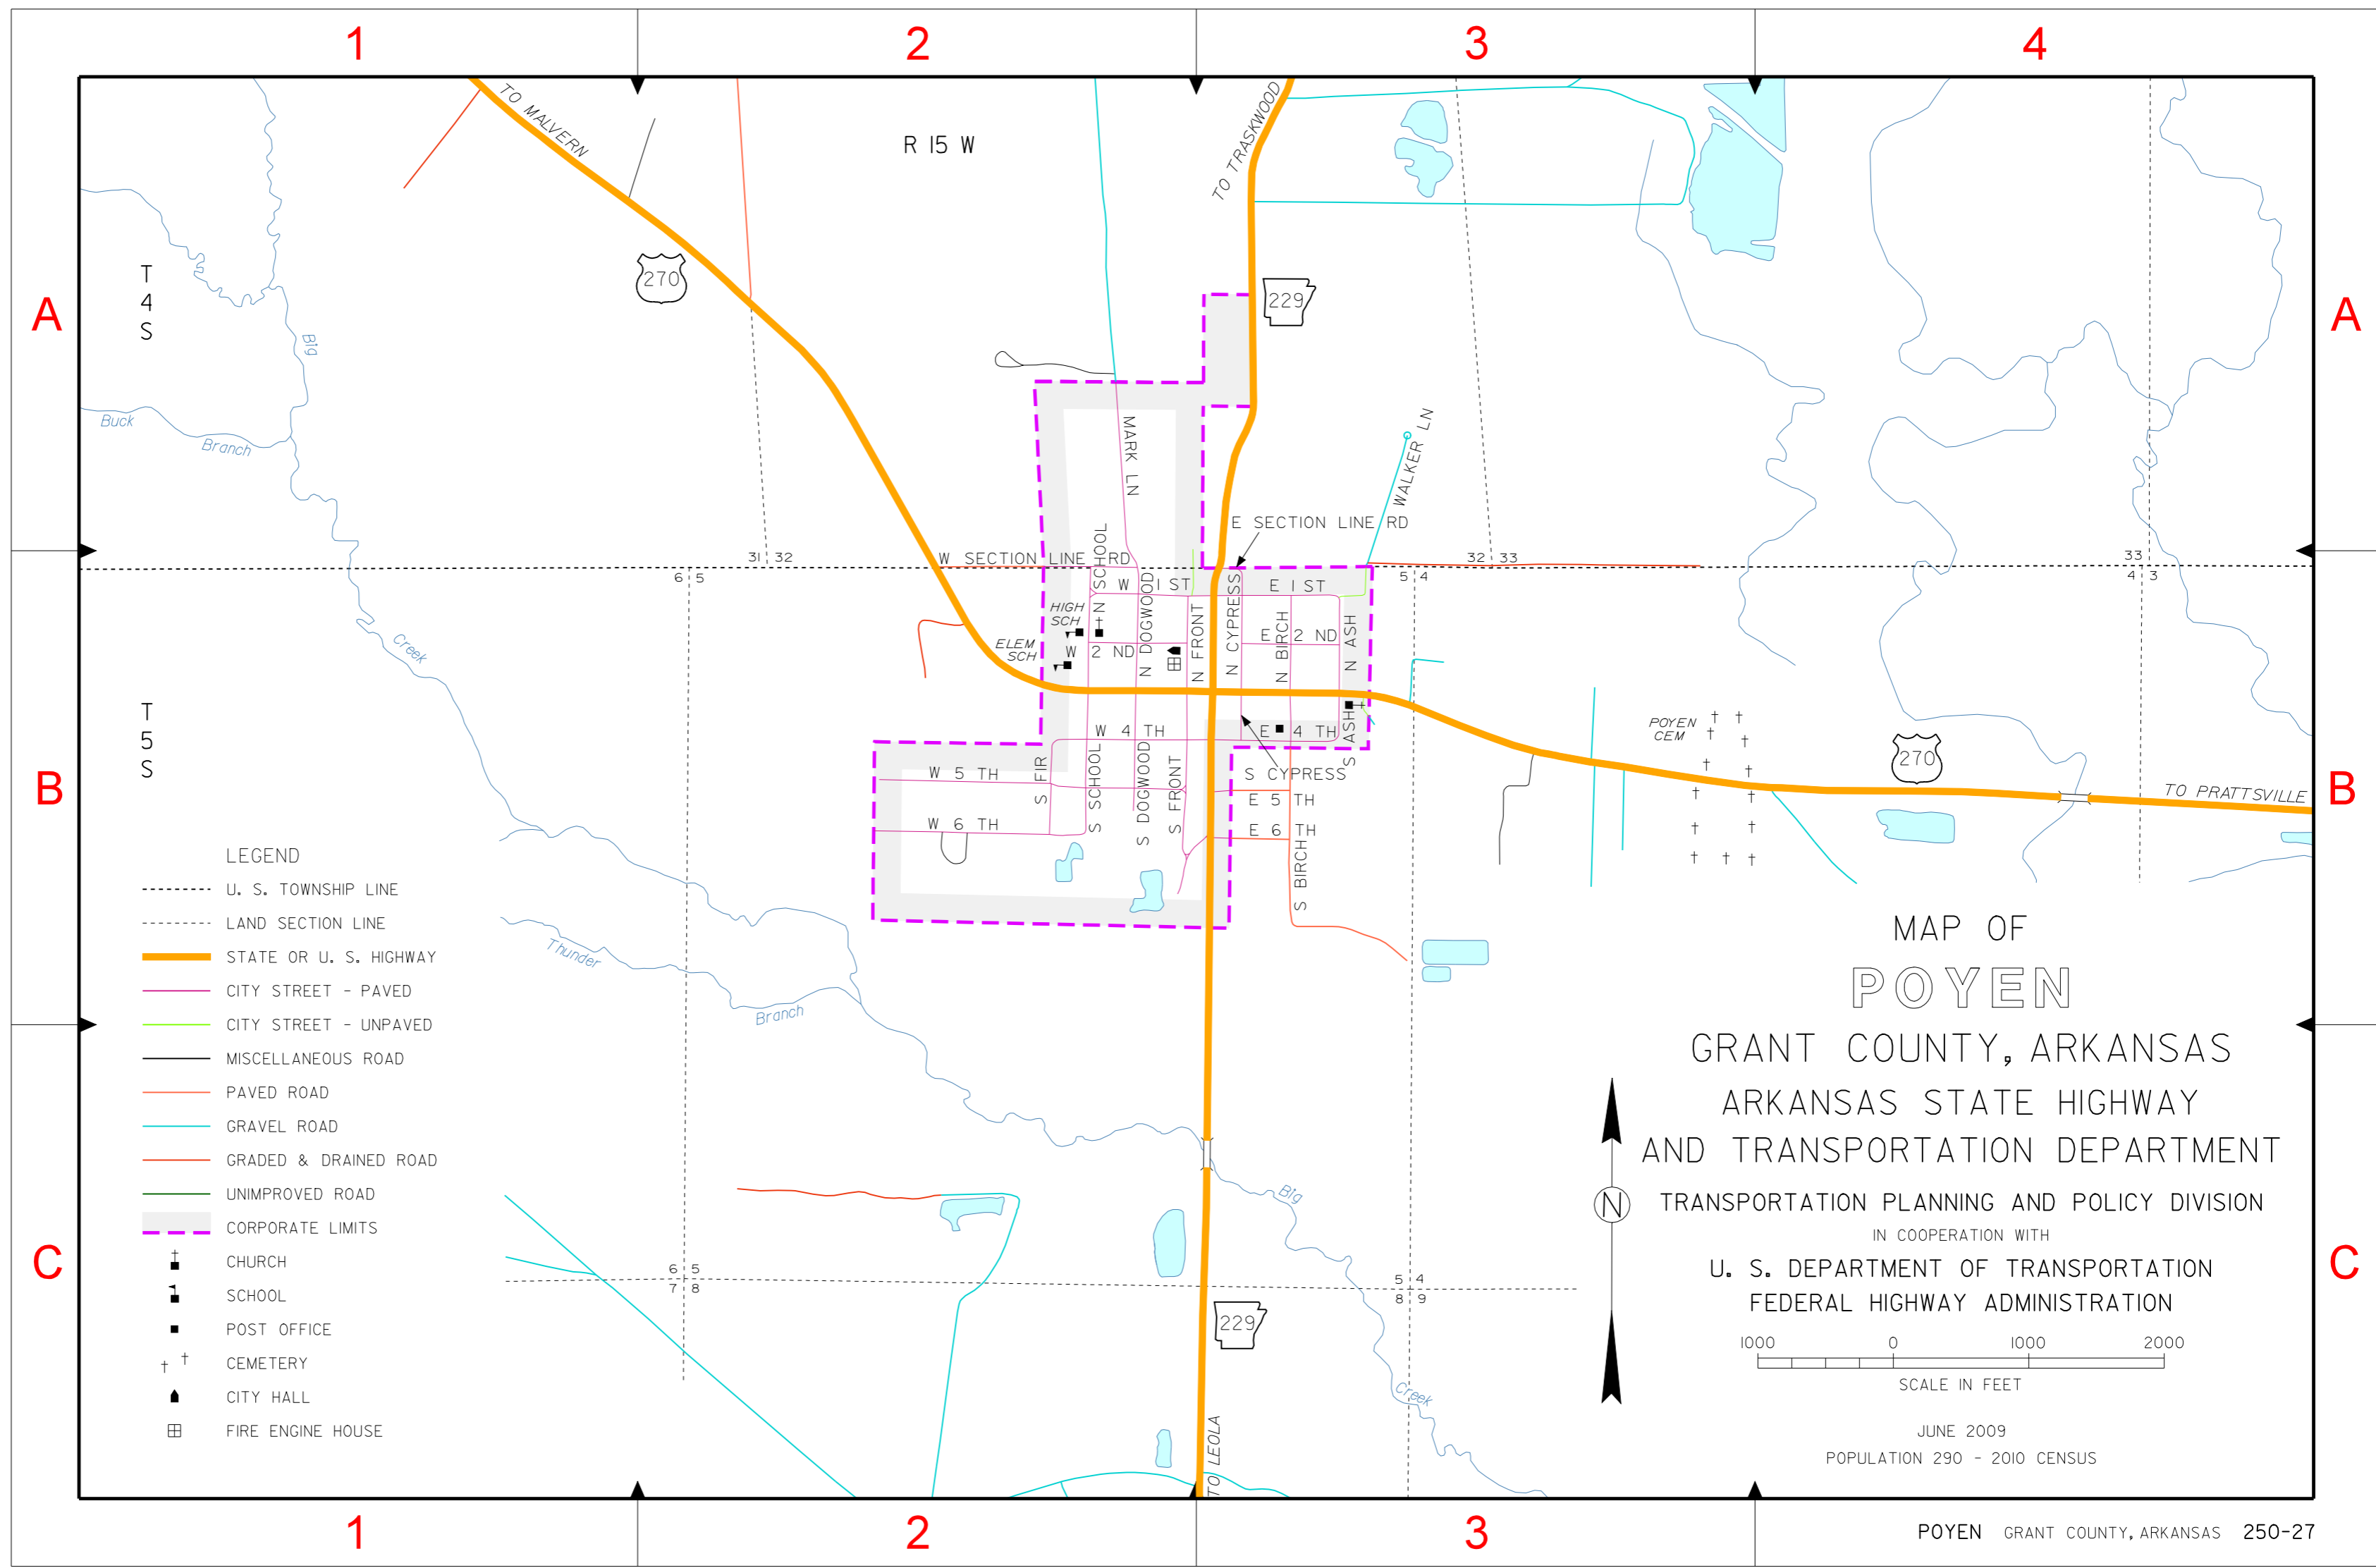 1
2
3
4
A
A
B
B
C
C
TO MALVERN
R 15 W
TO TRASKWOOD
270
229
T
4
S
Big
Buck
Branch
MARK LN
WALKER LN
E SECTION LINE RD
W SECTION LINE RD
31 32
32 33
33
6 5
5 4
4 3
N SCHOOL
W 1 ST
E 1 ST
HIGH
SCH
ELEM
SCH
W 2 ND
E 2 ND
N DOGWOOD
N FRONT
N CYPRESS
N BIRCH
N ASH
Creek
T
5
S
W 4 TH
E 4 TH
S ASH
POYEN
CEM
270
TO PRATTSVILLE
W 5 TH
S FIR
S SCHOOL
S DOGWOOD
S FRONT
S CYPRESS
E 5 TH
W 6 TH
E 6 TH
S BIRCH
Thunder
Branch
LEGEND
U. S. TOWNSHIP LINE
LAND SECTION LINE
STATE OR U. S. HIGHWAY
CITY STREET - PAVED
CITY STREET - UNPAVED
MISCELLANEOUS ROAD
PAVED ROAD
GRAVEL ROAD
GRADED & DRAINED ROAD
UNIMPROVED ROAD
CORPORATE LIMITS
CHURCH
SCHOOL
POST OFFICE
CEMETERY
CITY HALL
FIRE ENGINE HOUSE
6 5
7 8
5 4
8 9
Big
Creek
229
TO LEOLA
MAP OF
POYEN
GRANT COUNTY, ARKANSAS
ARKANSAS STATE HIGHWAY
AND TRANSPORTATION DEPARTMENT
N
TRANSPORTATION PLANNING AND POLICY DIVISION
IN COOPERATION WITH
U. S. DEPARTMENT OF TRANSPORTATION
FEDERAL HIGHWAY ADMINISTRATION
1000 0 1000 2000
SCALE IN FEET
JUNE 2009
POPULATION 290 - 2010 CENSUS
1
2
3
POYEN GRANT COUNTY, ARKANSAS 250-27